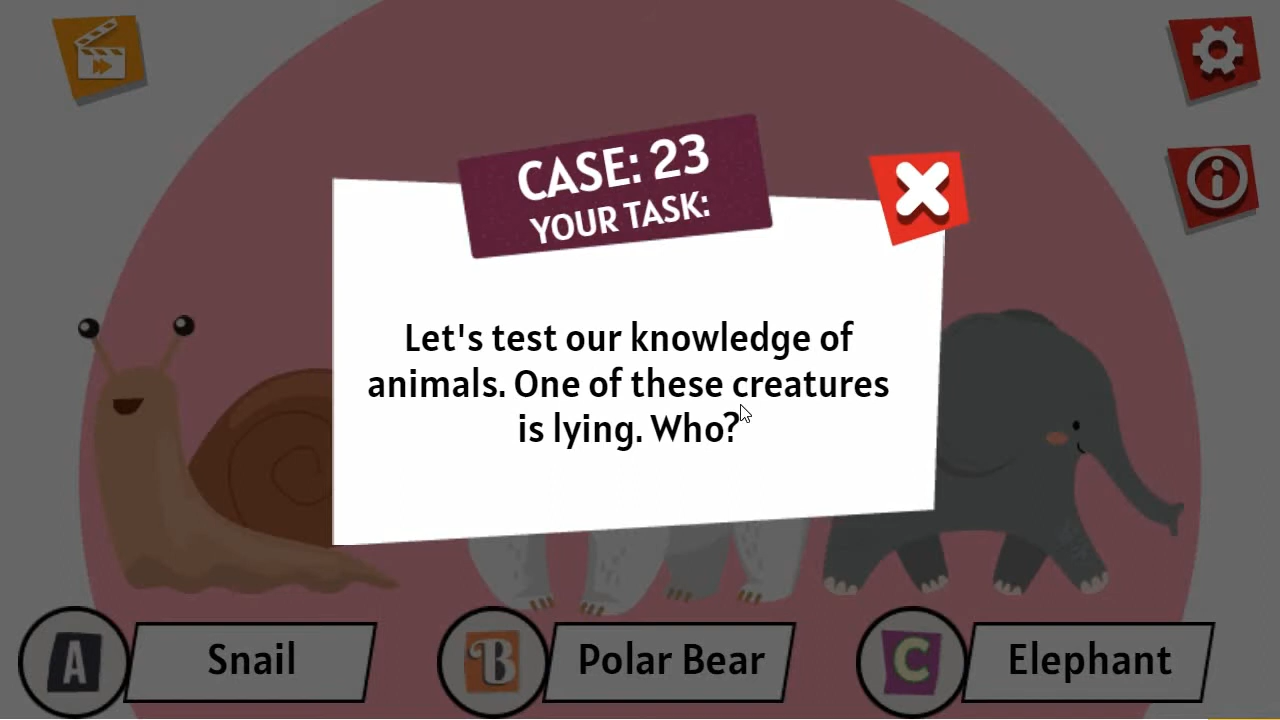 CASE: 23
YOUR TASK:
Let's test our knowledge of
animals. One of these creatures
is lying. Who?
A Snail
B Polar Bear
C Elephant